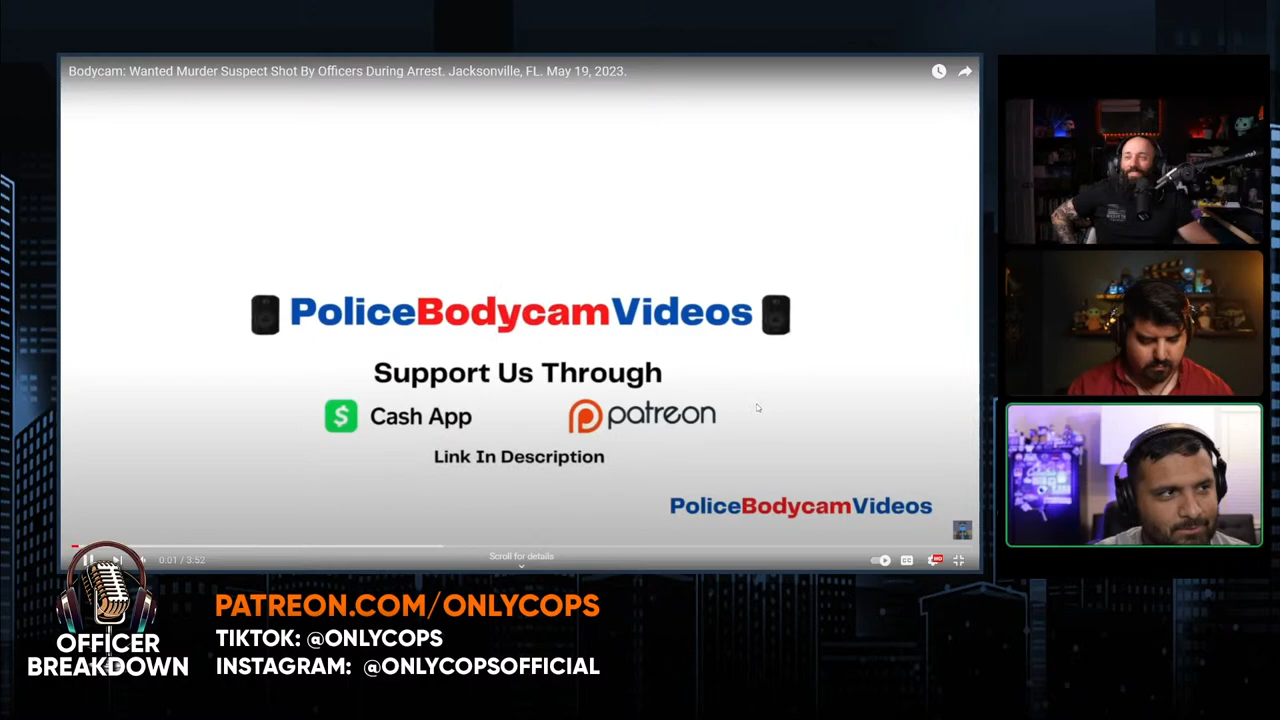 Bodycam: Wanted Murder Suspect Shot By Officers During Arrest. Jacksonville, FL. May 19, 2023.
PoliceBodycamVideos
Support Us Through
$ Cash App
patreon
Link In Description
PoliceBodycamVideos
0:01 / 3:52
Scroll for details
CC
HD
OFFICER
BREAKDOWN
PATREON.COM/ONLYCOPS
TIKTOK: @ONLYCOPS
INSTAGRAM: @ONLYCOPSOFFICIAL